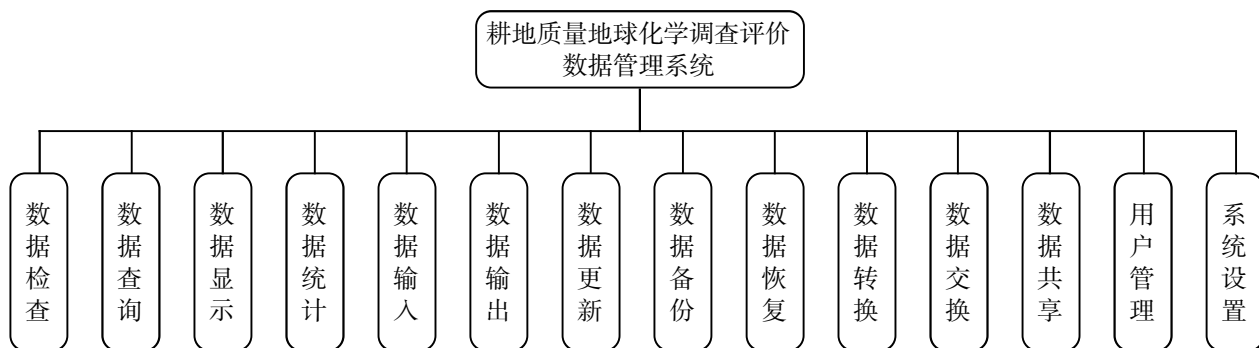 耕地质量地球化学调查评价
数据管理系统
数据检查
数据查询
数据显示
数据统计
数据输入
数据输出
数据更新
数据备份
数据恢复
数据转换
数据交换
数据共享
用户管理
系统设置